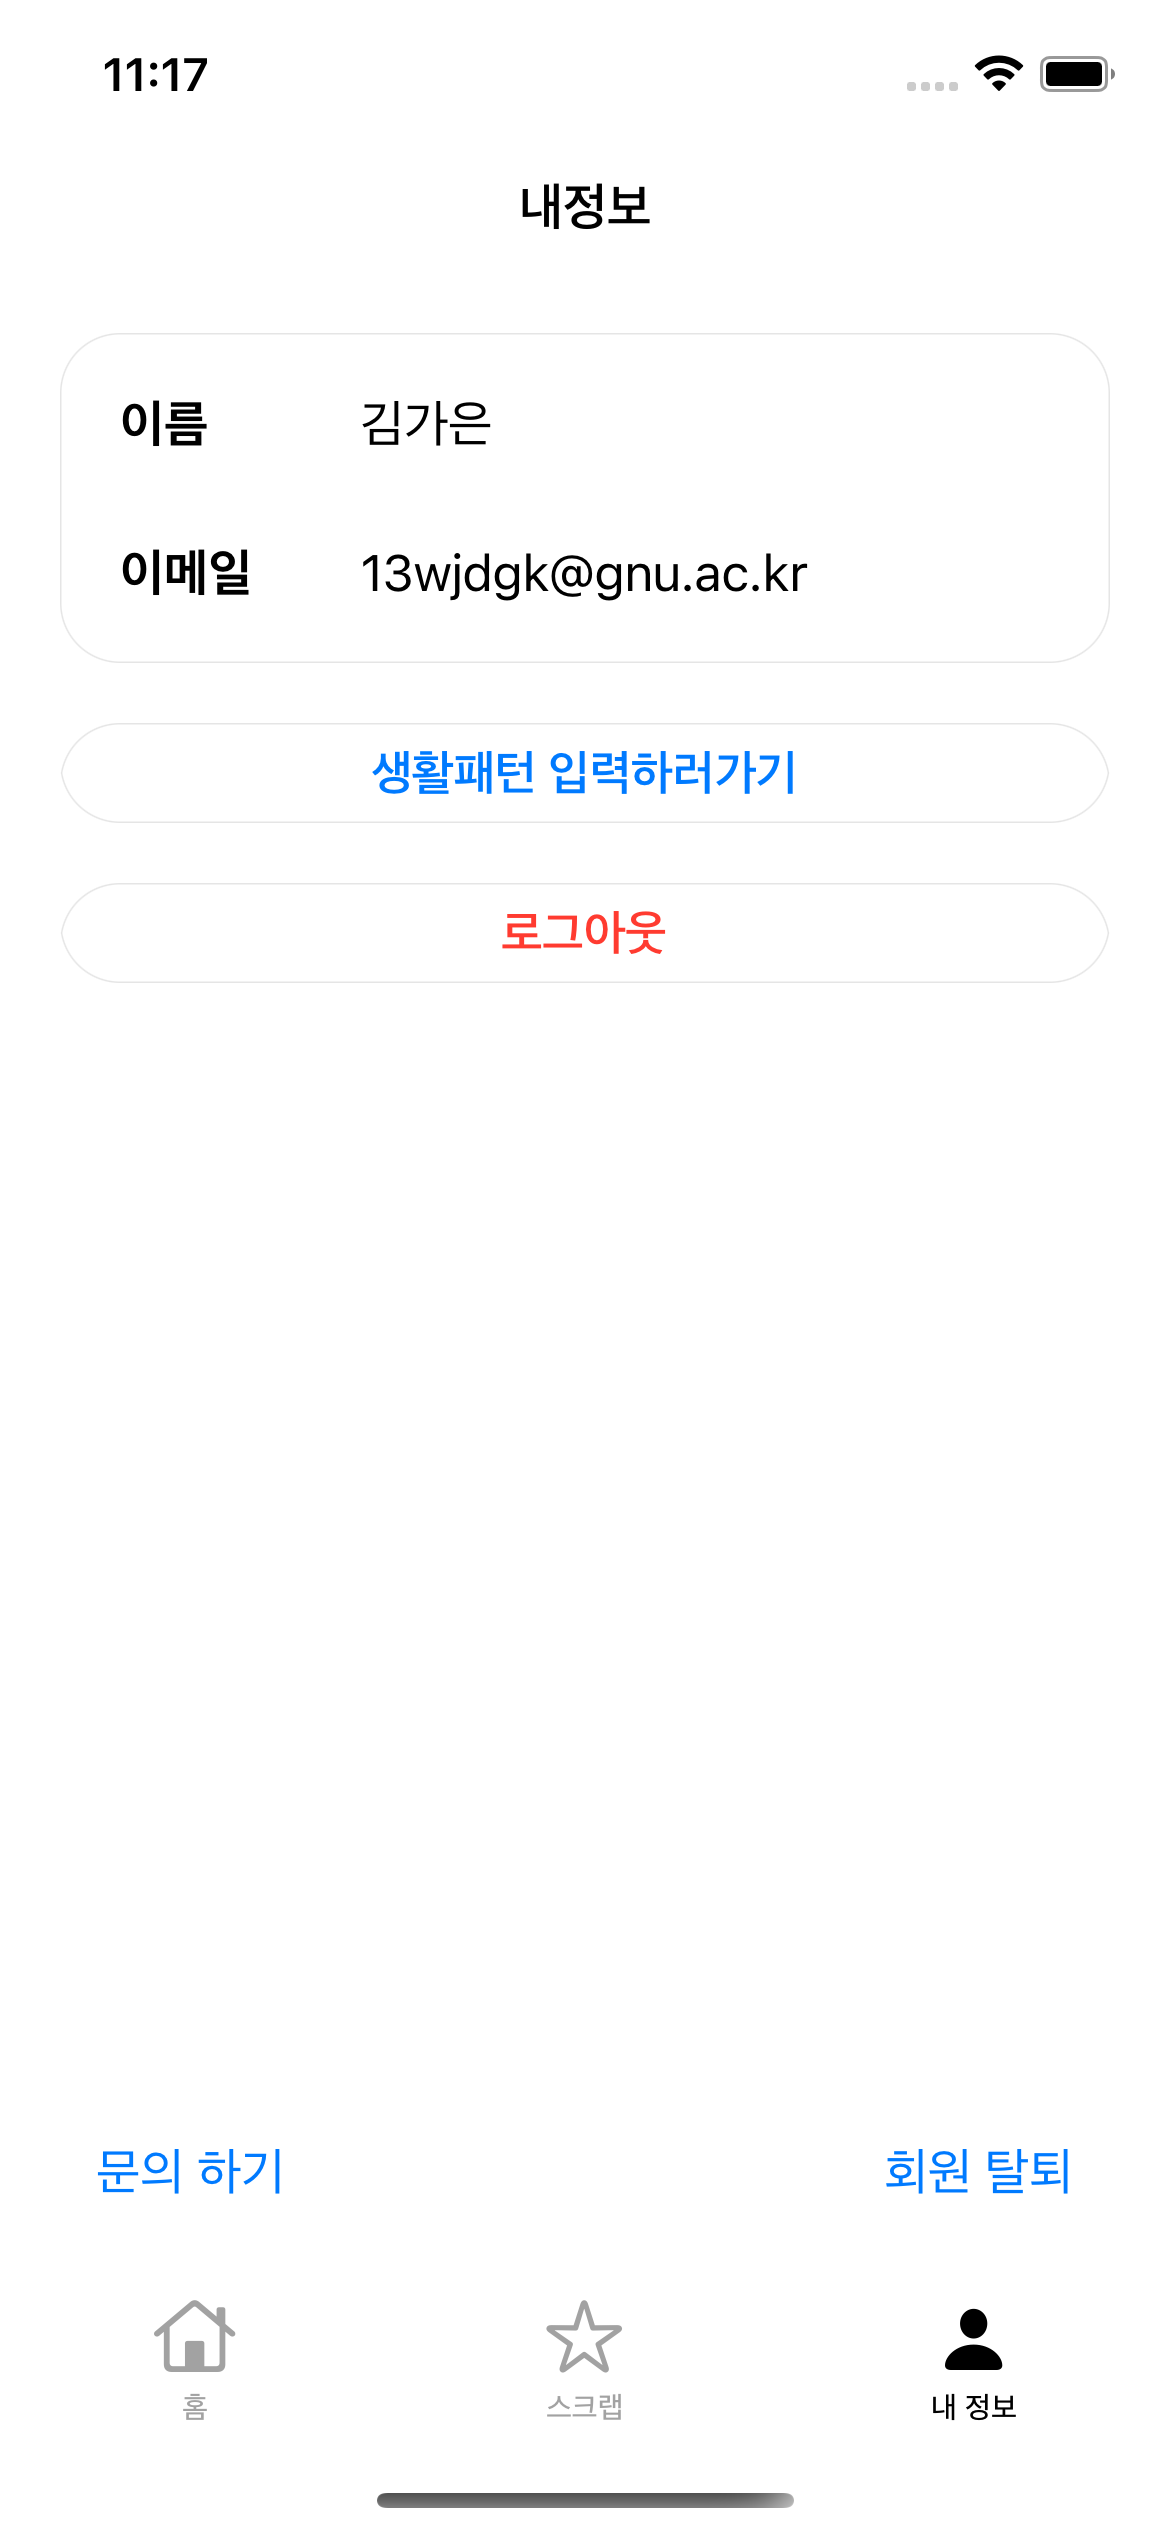 11:17
내정보
이름 김가은
이메일 13wjdgk@gnu.ac.kr
생활패턴 입력하러가기
로그아웃
문의 하기 회원 탈퇴
홈 스크랩 내 정보